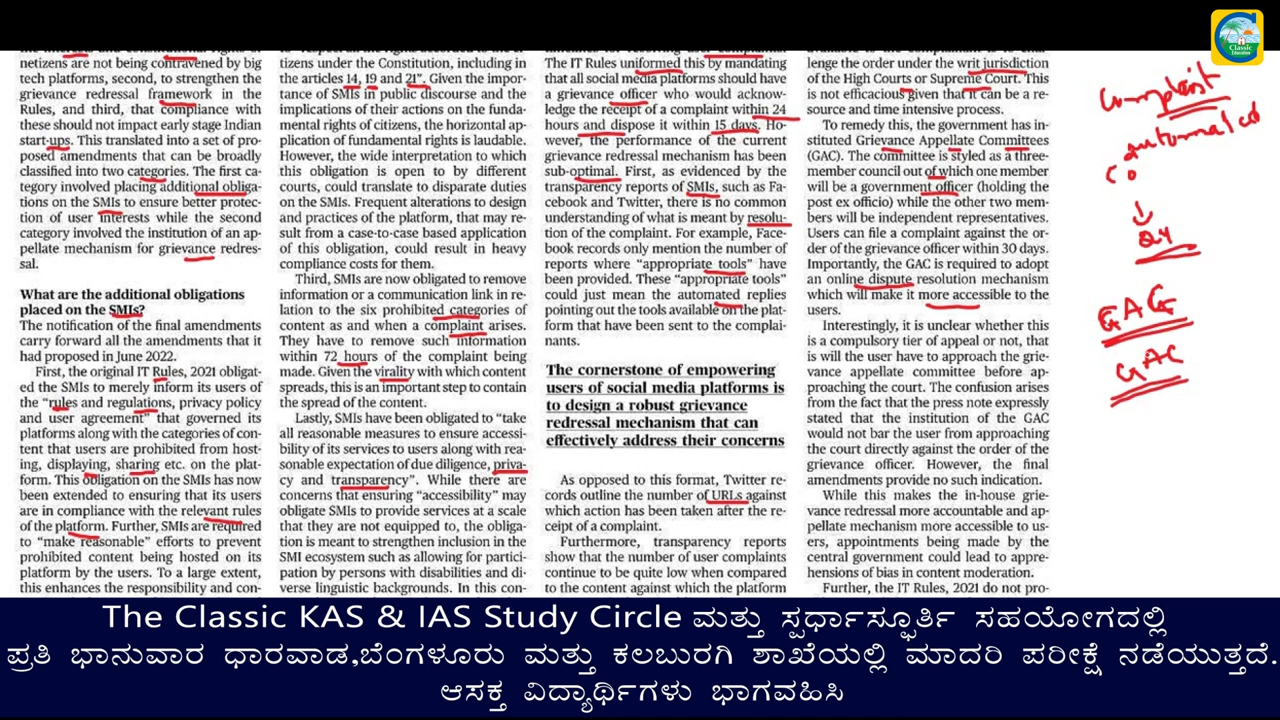 netizens are not being contravened by big
tech platforms, second, to strengthen the
grievance redressal framework in the
Rules, and third, that compliance with
these should not impact early stage Indian
start-ups. This translated into a set of pro-
posed amendments that can be broadly
classified into two categories. The first ca-
tegory involved placing additional obliga-
tions on the SMIs to ensure better protec-
tion of user interests while the second
category involved the institution of an ap-
pellate mechanism for grievance redres-
sal.
What are the additional obligations
placed on the SMIs?
The notification of the final amendments
carry forward all the amendments that it
had proposed in June 2022.
First, the original IT Rules, 2021 obligat-
ed the SMIs to merely inform its users of
the “rules and regulations, privacy policy
and user agreement” that governed its
platforms along with the categories of con-
tent that users are prohibited from host-
ing, displaying, sharing etc. on the plat-
form. This obligation on the SMIs has now
been extended to ensuring that its users
are in compliance with the relevant rules
of the platform. Further, SMIs are required
to “make reasonable” efforts to prevent
prohibited content being hosted on its
platform by the users. To a large extent,
this enhances the responsibility and con-
tizens under the Constitution, including in
the articles 14, 19 and 21”. Given the impor-
tance of SMIs in public discourse and the
implications of their actions on the funda-
mental rights of citizens, the horizontal ap-
plication of fundamental rights is laudable.
However, the wide interpretation to which
this obligation is open to by different
courts, could translate to disparate duties
on the SMIs. Frequent alterations to design
and practices of the platform, that may re-
sult from a case-to-case based application
of this obligation, could result in heavy
compliance costs for them.
Third, SMIs are now obligated to remove
information or a communication link in re-
lation to the six prohibited categories of
content as and when a complaint arises.
They have to remove such information
within 72 hours of the complaint being
made. Given the virality with which content
spreads, this is an important step to contain
the spread of the content.
Lastly, SMIs have been obligated to “take
all reasonable measures to ensure accessi-
bility of its services to users along with rea-
sonable expectation of due diligence, priva-
cy and transparency”. While there are
concerns that ensuring “accessibility” may
obligate SMIs to provide services at a scale
that they are not equipped to, the obliga-
tion is meant to strengthen inclusion in the
SMI ecosystem such as allowing for partici-
pation by persons with disabilities and di-
verse linguistic backgrounds. In this con-
The IT Rules uniformed this by mandating
that all social media platforms should have
a grievance officer who would acknow-
ledge the receipt of a complaint within 24
hours and dispose it within 15 days. Ho-
wever, the performance of the current
grievance redressal mechanism has been
sub-optimal. First, as evidenced by the
transparency reports of SMIs, such as Fa-
cebook and Twitter, there is no common
understanding of what is meant by resolu-
tion of the complaint. For example, Face-
book records only mention the number of
reports where “appropriate tools” have
been provided. These “appropriate tools”
could just mean the automated replies
pointing out the tools available on the plat-
form that have been sent to the complai-
nants.
The cornerstone of empowering
users of social media platforms is
to design a robust grievance
redressal mechanism that can
effectively address their concerns
As opposed to this format, Twitter re-
cords outline the number of URLs against
which action has been taken after the re-
ceipt of a complaint.
Furthermore, transparency reports
show that the number of user complaints
continue to be quite low when compared
to the content against which the platform
lenge the order under the writ jurisdiction
of the High Courts or Supreme Court. This
is not efficacious given that it can be a re-
source and time intensive process.
To remedy this, the government has in-
stituted Grievance Appellate Committees
(GAC). The committee is styled as a three-
member council out of which one member
will be a government officer (holding the
post ex officio) while the other two mem-
bers will be independent representatives.
Users can file a complaint against the or-
der of the grievance officer within 30 days.
Importantly, the GAC is required to adopt
an online dispute resolution mechanism
which will make it more accessible to the
users.
Interestingly, it is unclear whether this
is a compulsory tier of appeal or not, that
is will the user have to approach the grie-
vance appellate committee before ap-
proaching the court. The confusion arises
from the fact that the press note expressly
stated that the institution of the GAC
would not bar the user from approaching
the court directly against the order of the
grievance officer. However, the final
amendments provide no such indication.
While this makes the in-house grie-
vance redressal more accountable and ap-
pellate mechanism more accessible to us-
ers, appointments being made by the
central government could lead to appre-
hensions of bias in content moderation.
Further, the IT Rules, 2021 do not pro-
Classic
Education
Complaint
automated
24
GAC
GAC
The Classic KAS & IAS Study Circle ಮತ್ತು ಸ್ಪರ್ಧಾಸ್ಫೂರ್ತಿ ಸಹಯೋಗದಲ್ಲಿ
ಪ್ರತಿ ಭಾನುವಾರ ಧಾರವಾಡ,ಬೆಂಗಳೂರು ಮತ್ತು ಕಲಬುರಗಿ ಶಾಖೆಯಲ್ಲಿ ಮಾದರಿ ಪರೀಕ್ಷೆ ನಡೆಯುತ್ತದೆ.
ಆಸಕ್ತ ವಿದ್ಯಾರ್ಥಿಗಳು ಭಾಗವಹಿಸಿ